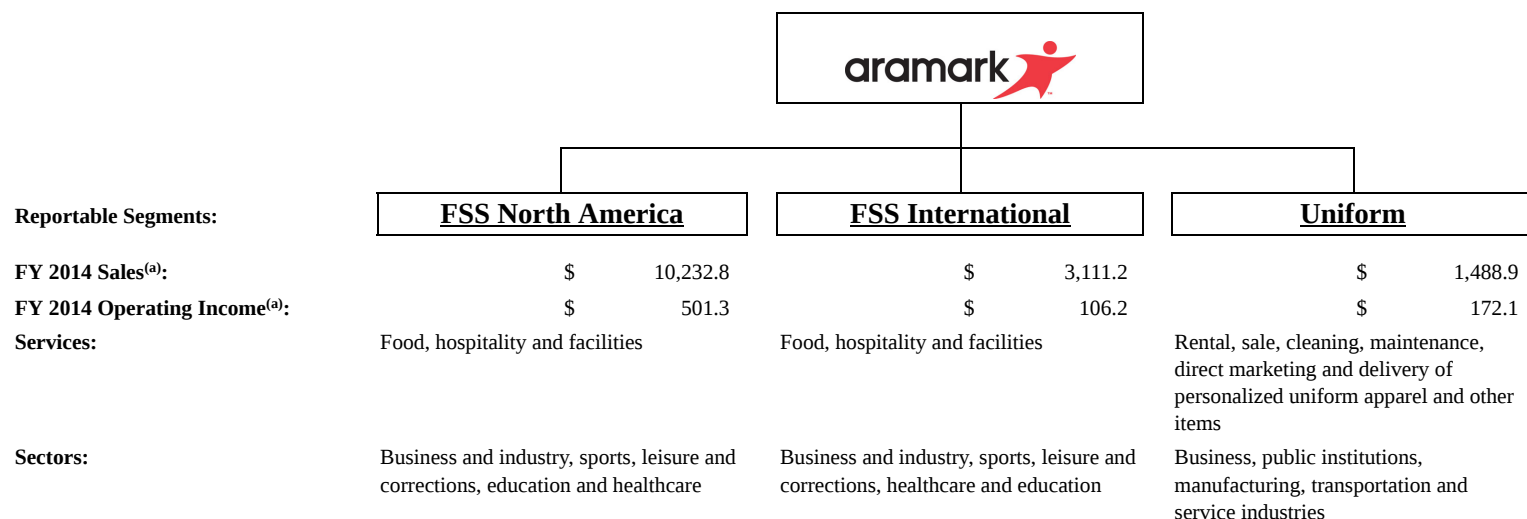 aramark
Reportable Segments: FSS North America FSS International Uniform
FY 2014 Sales(a): $ 10,232.8 $ 3,111.2 $ 1,488.9
FY 2014 Operating Income(a): $ 501.3 $ 106.2 $ 172.1
Services: Food, hospitality and facilities Food, hospitality and facilities Rental, sale, cleaning, maintenance,
direct marketing and delivery of
personalized uniform apparel and other
items
Sectors: Business and industry, sports, leisure and Business and industry, sports, leisure and Business, public institutions,
corrections, education and healthcare corrections, healthcare and education manufacturing, transportation and
service industries